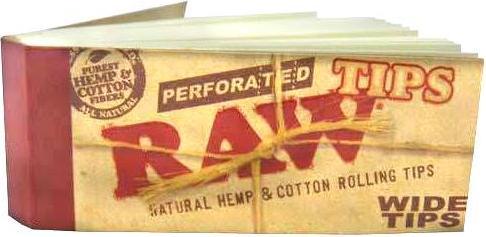 PUREST
HEMP &
COTTON
FIBERS
ALL NATURAL
PERFORATED
TIPS
RAW®
NATURAL HEMP & COTTON ROLLING TIPS
WIDE
TIPS